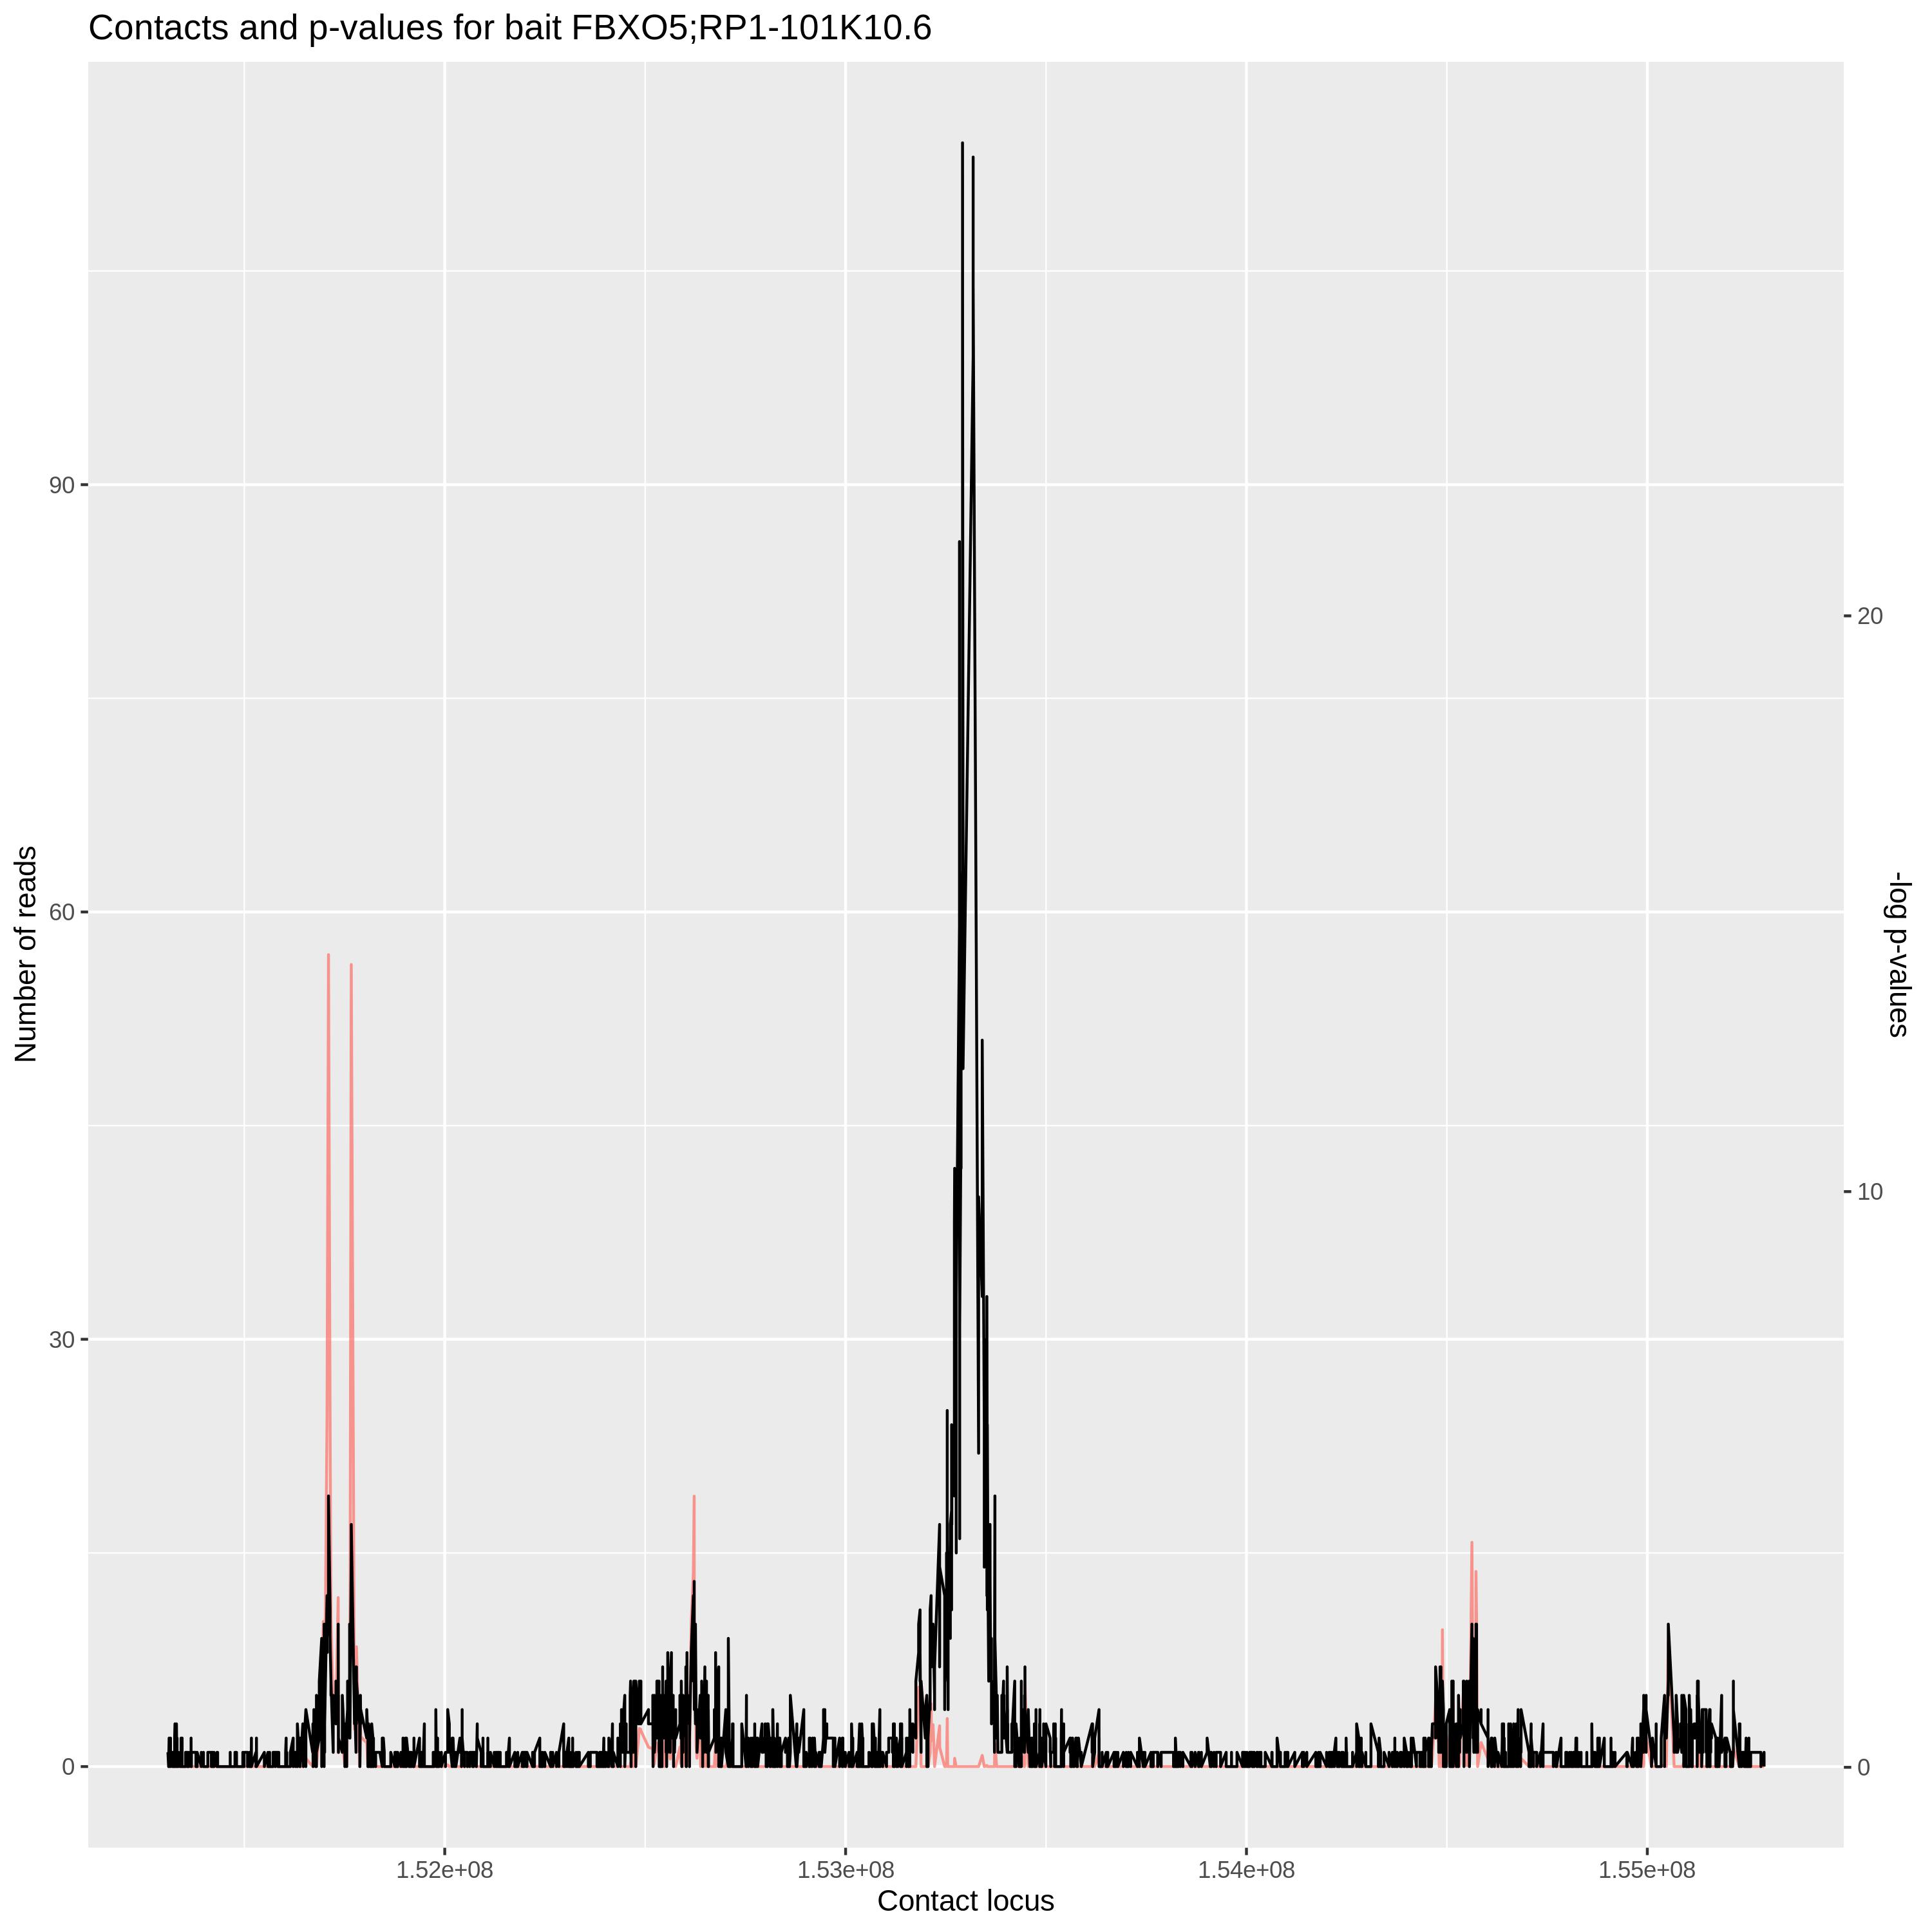 Contacts and p-values for bait FBXO5;RP1-101K10.6
90
60
30
0
20
10
0
Number of reads
-log p-values
1.52e+08
1.53e+08
1.54e+08
1.55e+08
Contact locus